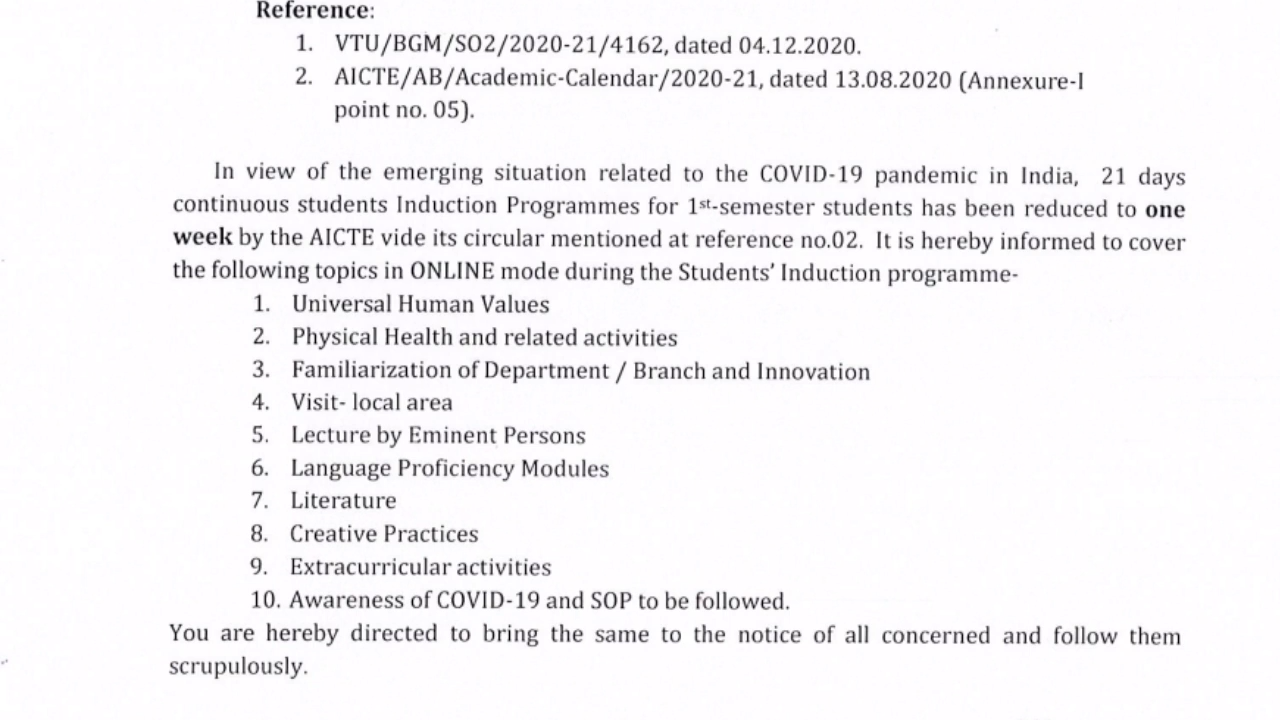 Reference:
1. VTU/BGM/SO2/2020-21/4162, dated 04.12.2020.
2. AICTE/AB/Academic-Calendar/2020-21, dated 13.08.2020 (Annexure-I
point no. 05).
In view of the emerging situation related to the COVID-19 pandemic in India, 21 days
continuous students Induction Programmes for 1st-semester students has been reduced to one
week by the AICTE vide its circular mentioned at reference no.02. It is hereby informed to cover
the following topics in ONLINE mode during the Students' Induction programme-
1. Universal Human Values
2. Physical Health and related activities
3. Familiarization of Department / Branch and Innovation
4. Visit- local area
5. Lecture by Eminent Persons
6. Language Proficiency Modules
7. Literature
8. Creative Practices
9. Extracurricular activities
10. Awareness of COVID-19 and SOP to be followed.
You are hereby directed to bring the same to the notice of all concerned and follow them
scrupulously.